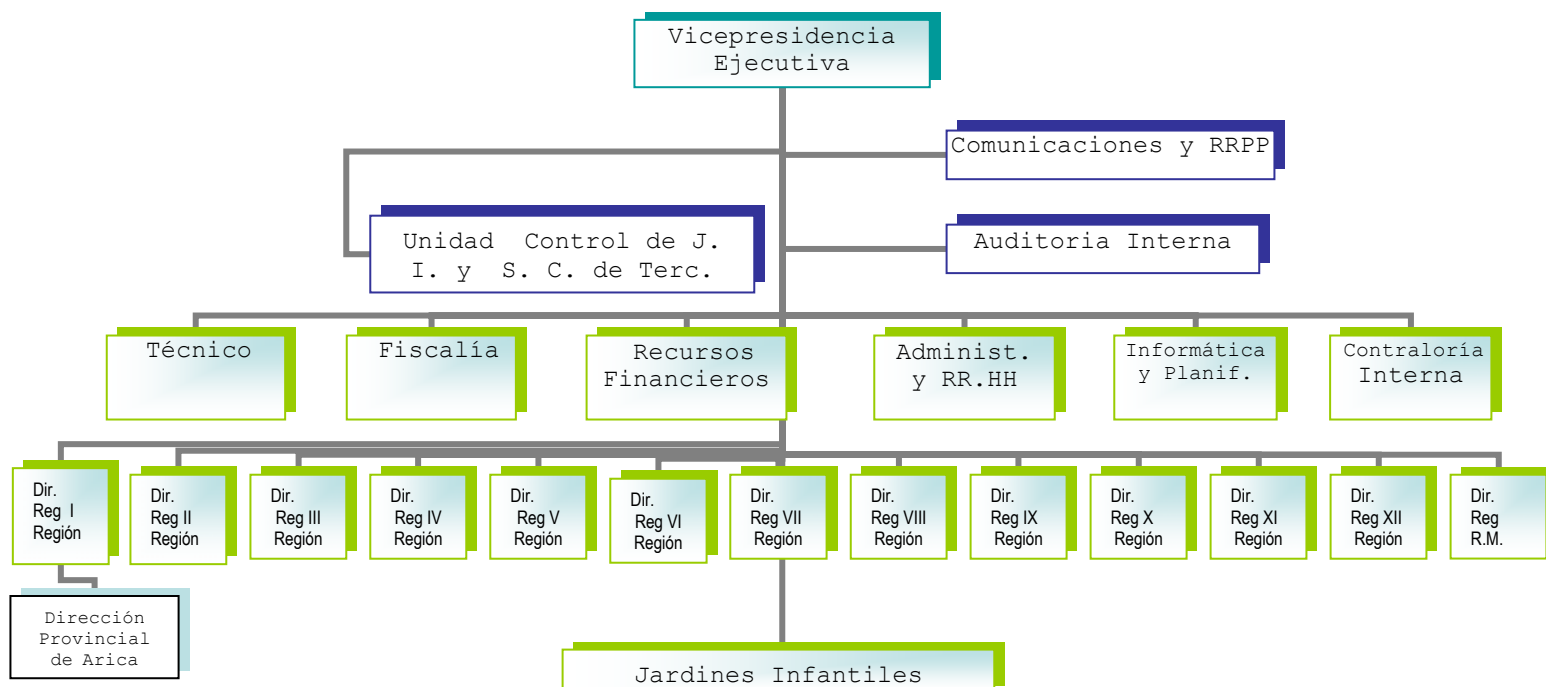 Vicepresidencia
Ejecutiva
Comunicaciones y RRPP
Unidad Control de J.
I. y S. C. de Terc.
Auditoria Interna
Técnico
Fiscalía
Recursos
Financieros
Administ.
y RR.HH
Informática
y Planif.
Contraloría
Interna
Dir.
Reg I
Región
Dir.
Reg II
Región
Dir.
Reg III
Región
Dir.
Reg IV
Región
Dir.
Reg V
Región
Dir.
Reg VI
Región
Dir.
Reg VII
Región
Dir.
Reg VIII
Región
Dir.
Reg IX
Región
Dir.
Reg X
Región
Dir.
Reg XI
Región
Dir.
Reg XII
Región
Dir.
Reg
R.M.
Dirección
Provincial
de Arica
Jardines Infantiles